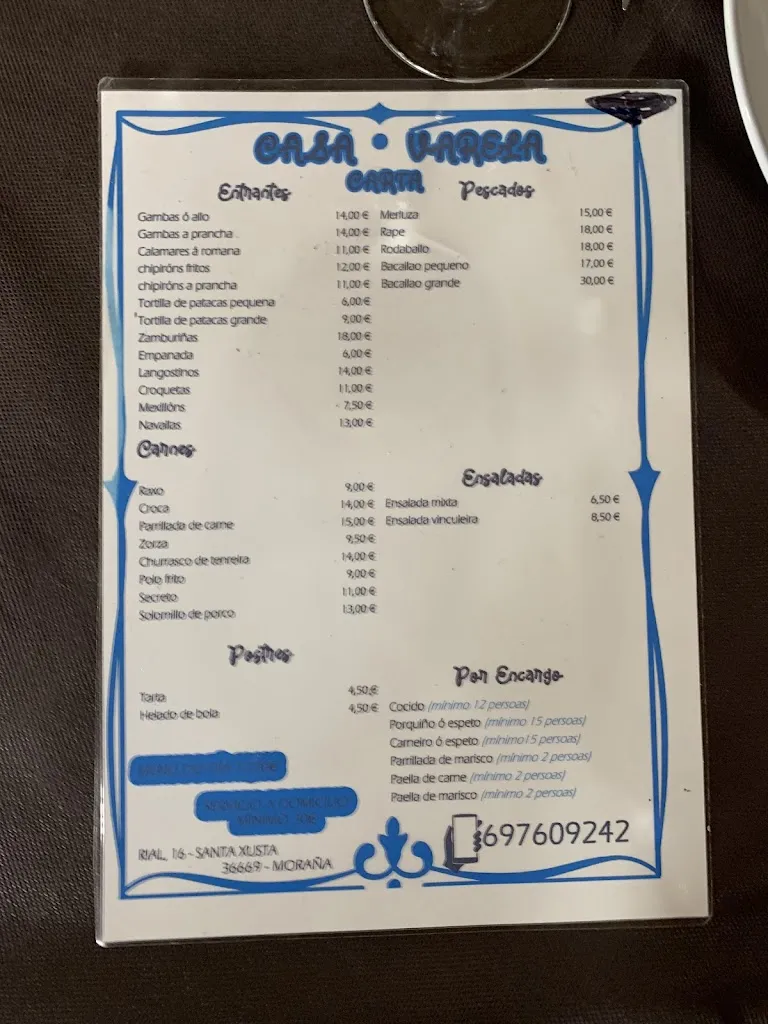 CASA • VARELA
CARTA
Entrantes
Gambas ó allo 14,00 €
Gambas a prancha 14,00 €
Calamares á romana 11,00 €
chipiróns fritos 12,00 €
chipiróns a prancha 11,00 €
Tortilla de patacas pequena 6,00 €
Tortilla de patacas grande 9,00 €
Zamburiñas 18,00 €
Empanada 6,00 €
Langostinos 14,00 €
Croquetas 11,00 €
Mexillóns 7,50 €
Navallas 13,00 €
Pescados
Merluza 15,00 €
Rape 18,00 €
Rodaballo 18,00 €
Bacallao pequeno 17,00 €
Bacallao grande 30,00 €
Carnes
Raxo 9,00 €
Croca 14,00 €
Parrillada de carne 15,00 €
Zorza 9,50 €
Churrasco de tenreira 14,00 €
Polo frito 9,00 €
Secreto 11,00 €
Solomillo de porco 13,00 €
Ensaladas
Ensalada mixta 6,50 €
Ensalada vinculeira 8,50 €
Postres
Tarta 4,50 €
Helado de bola 4,50 €
Por Encargo
Cocido (mínimo 12 persoas)
Porquiño ó espeto (mínimo 15 persoas)
Carneiro ó espeto (mínimo15 persoas)
Parrillada de marisco (mínimo 2 persoas)
Paella de carne (mínimo 2 persoas)
Paella de marisco (mínimo 2 persoas)
SERVICIO A DOMICILIO
RIAL, 16 - SANTA XUSTA
36669 - MORAÑA
697609242